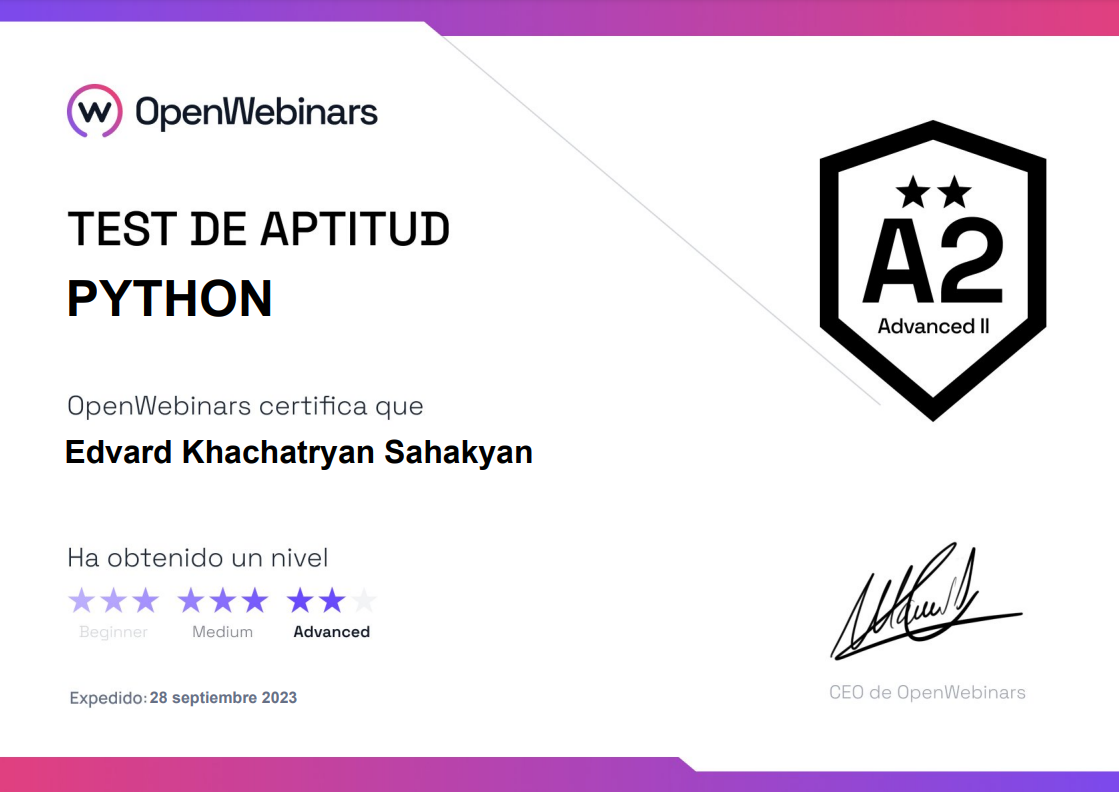 OpenWebinars
TEST DE APTITUD
PYTHON
OpenWebinars certifica que
Edvard Khachatryan Sahakyan
Ha obtenido un nivel
Beginner Medium Advanced
Expedido: 28 septiembre 2023
A2
Advanced II
CEO de OpenWebinars